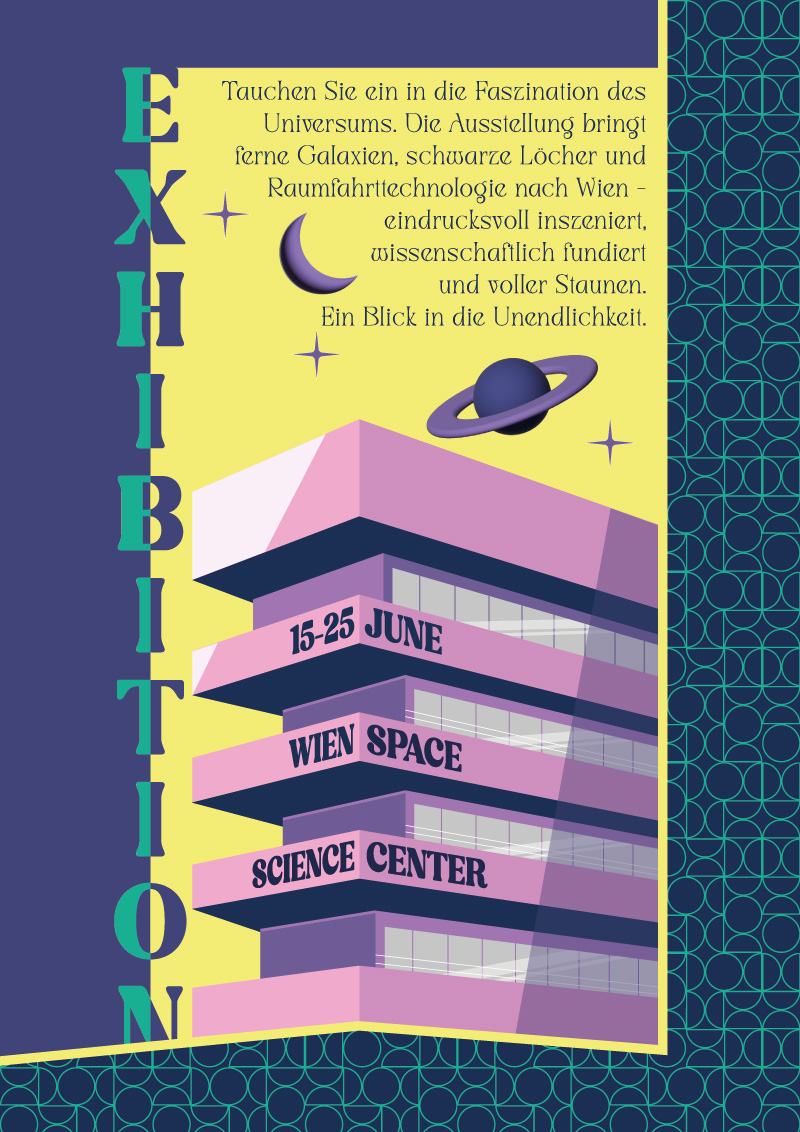 EXHIBITION
Tauchen Sie ein in die Faszination des
Universums. Die Ausstellung bringt
ferne Galaxien, schwarze Löcher und
Raumfahrttechnologie nach Wien -
eindrucksvoll inszeniert,
wissenschaftlich fundiert
und voller Staunen.
Ein Blick in die Unendlichkeit.
15-25 JUNE
WIEN SPACE
SCIENCE CENTER